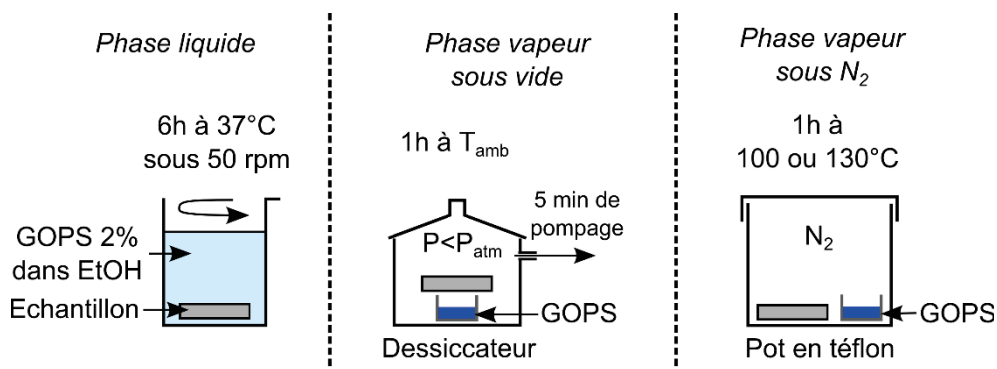 Phase liquide
6h à 37°C
sous 50 rpm
GOPS 2%
dans EtOH
Echantillon
Phase vapeur
sous vide
1h à Tamb
5 min de
pompage
P<Patm
GOPS
Dessiccateur
Phase vapeur
sous N2
1h à
100 ou 130°C
N2
GOPS
Pot en téflon